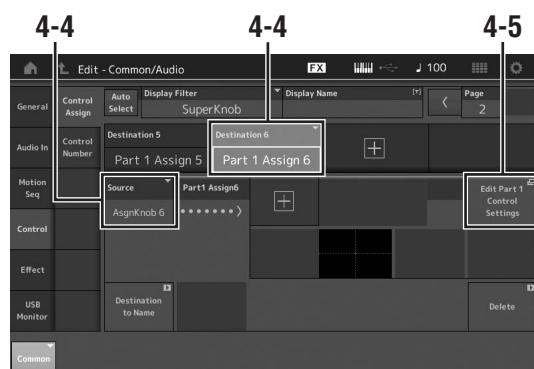 4-4
4-4
4-5
Edit - Common/Audio
FX
100
General
Control Assign
Auto Select
Display Filter
SuperKnob
Display Name
[T]
Page
2
Audio In
Control Number
Destination 5
Part 1 Assign 5
Destination 6
Part 1 Assign 6
Motion Seq
Source
AsgnKnob 6
Part1 Assign6
Edit Part 1 Control Settings
Control
Effect
USB Monitor
Destination to Name
Delete
Common